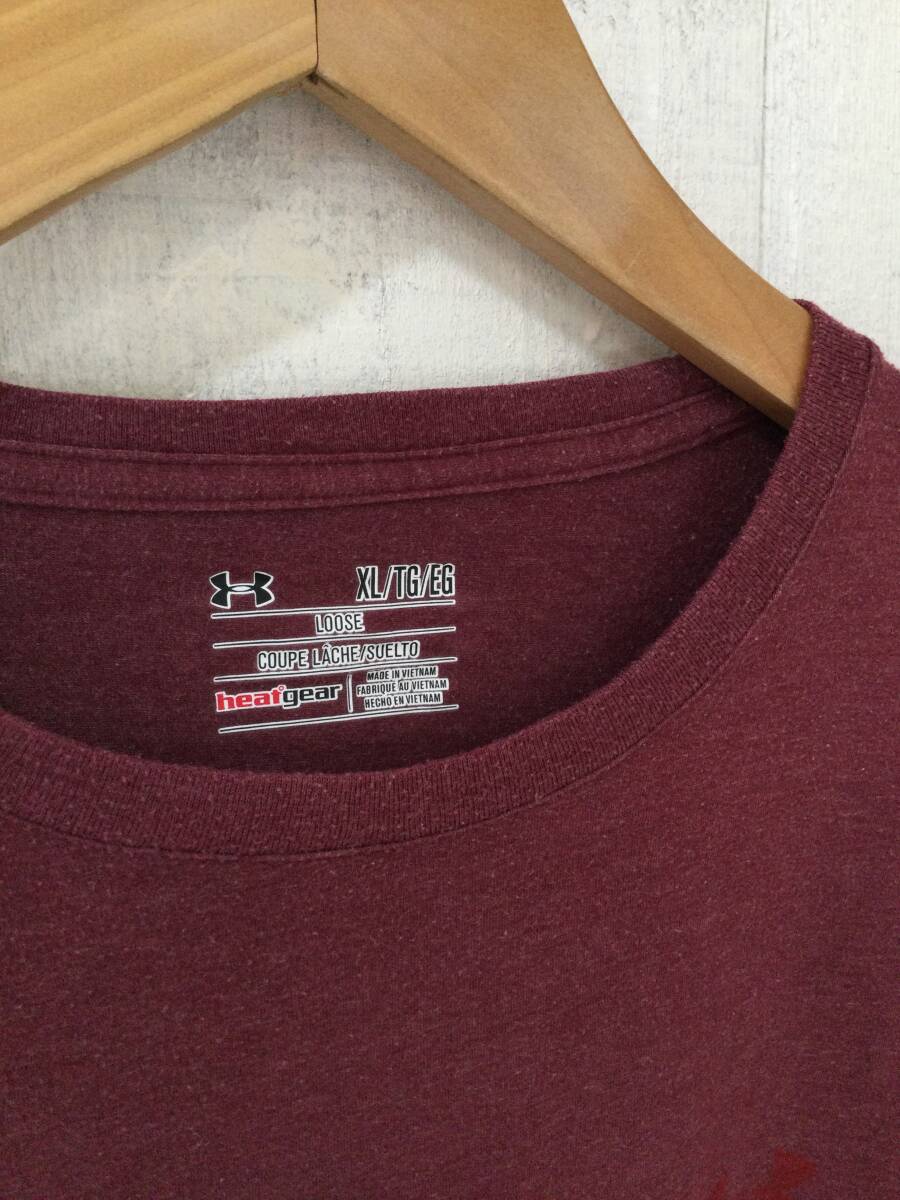 XL/TG/EG
LOOSE
COUPE LÂCHE/SUELTO
heatgear
MADE IN VIETNAM
FABRIQUÉ AU VIETNAM
HECHO EN VIETNAM